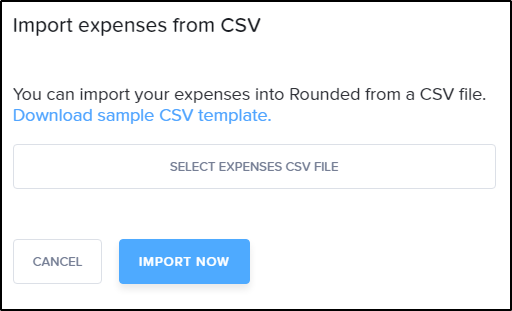 Import expenses from CSV
You can import your expenses into Rounded from a CSV file.
Download sample CSV template.
SELECT EXPENSES CSV FILE
CANCEL
IMPORT NOW